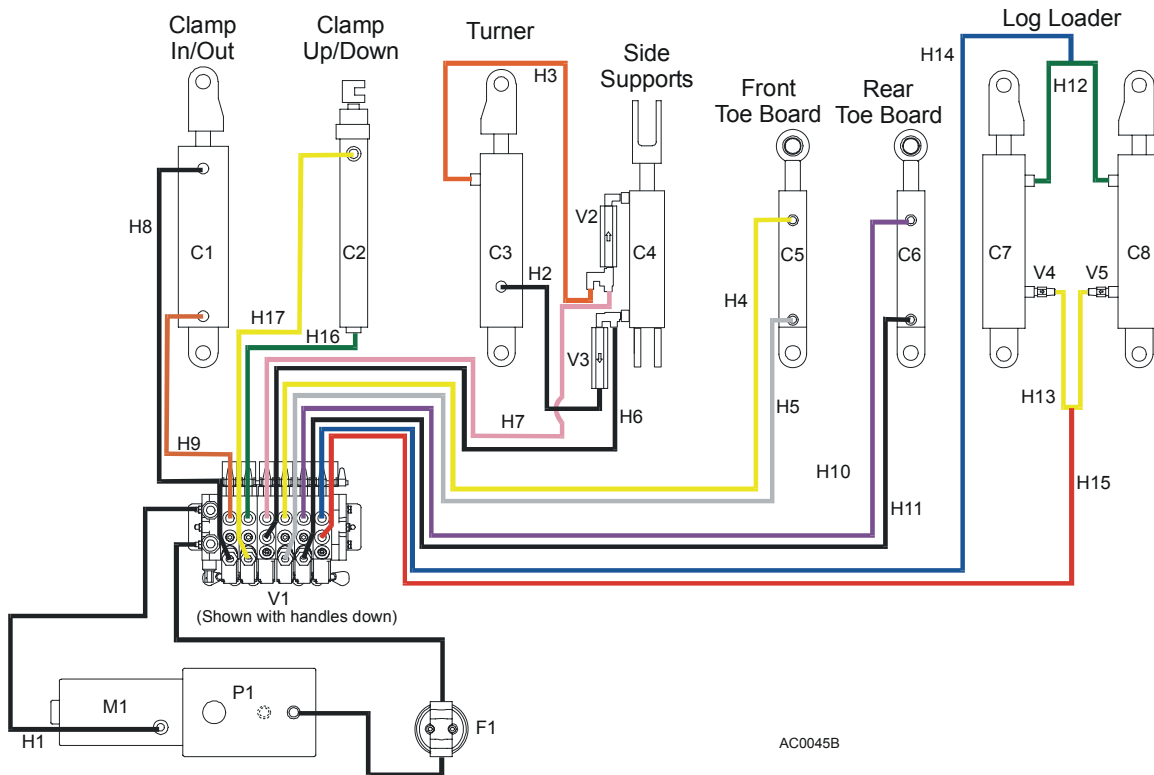 Clamp
In/Out
Clamp
Up/Down
Turner
Side
Supports
Front
Toe Board
Rear
Toe Board
Log Loader
H3
H14
H12
H8
V2
C1
C2
C3
H2
C4
C5
C6
C7
C8
V4
V5
H4
H17
H16
V3
H13
H7
H6
H5
H9
H10
H15
H11
V1
(Shown with handles down)
M1
P1
F1
H1
AC0045B